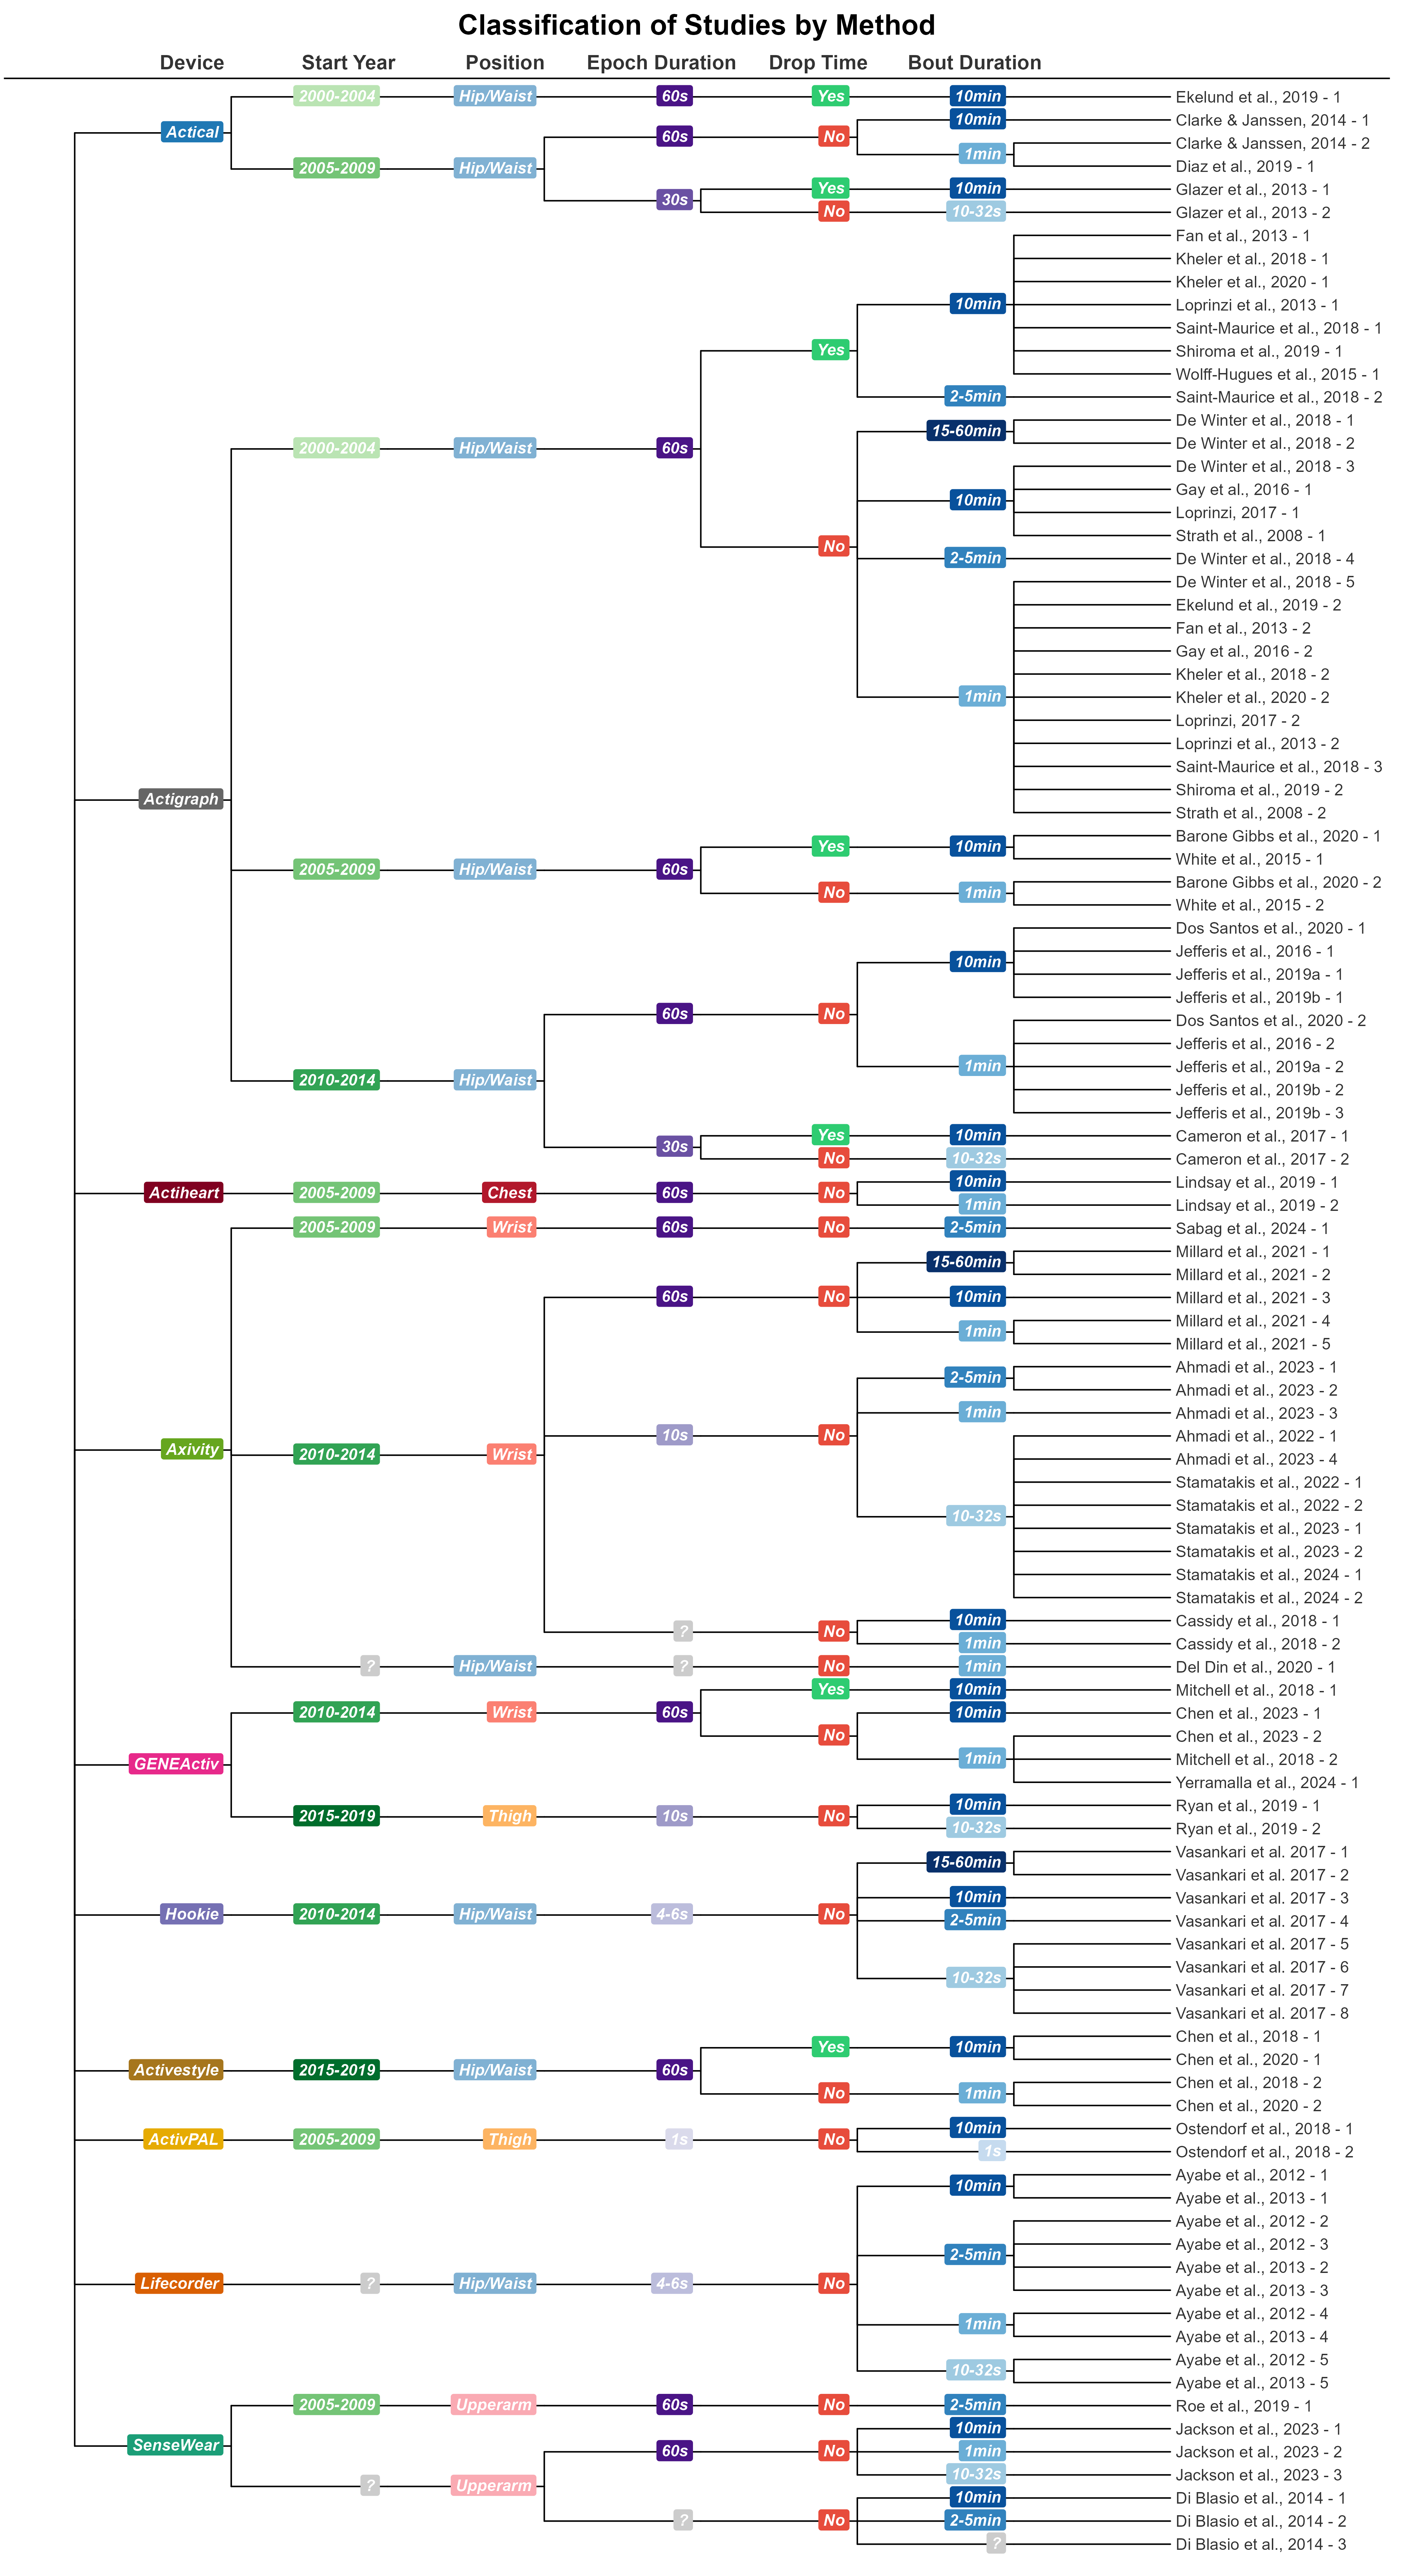 Classification of Studies by Method
Device Start Year Position Epoch Duration Drop Time Bout Duration
2000-2004 Hip/Waist 60s Yes 10min Ekelund et al., 2019 - 1
10min Clarke & Janssen, 2014 - 1
Actical
60s No
Clarke & Janssen, 2014 - 2
1min
Diaz et al., 2019 - 1
2005-2009 Hip/Waist
Yes 10min Glazer et al., 2013 - 1
30s
No 10-32s Glazer et al., 2013 - 2
Fan et al., 2013 - 1
Kheler et al., 2018 - 1
Kheler et al., 2020 - 1
10min Loprinzi et al., 2013 - 1
Saint-Maurice et al., 2018 - 1
Yes Shiroma et al., 2019 - 1
Wolff-Hugues et al., 2015 - 1
2-5min Saint-Maurice et al., 2018 - 2
De Winter et al., 2018 - 1
15-60min
De Winter et al., 2018 - 2
2000-2004 Hip/Waist 60s
De Winter et al., 2018 - 3
Gay et al., 2016 - 1
10min
Loprinzi, 2017 - 1
Strath et al., 2008 - 1
No
2-5min De Winter et al., 2018 - 4
De Winter et al., 2018 - 5
Ekelund et al., 2019 - 2
Fan et al., 2013 - 2
Gay et al., 2016 - 2
Kheler et al., 2018 - 2
1min Kheler et al., 2020 - 2
Loprinzi, 2017 - 2
Loprinzi et al., 2013 - 2
Saint-Maurice et al., 2018 - 3
Shiroma et al., 2019 - 2
Actigraph
Strath et al., 2008 - 2
Barone Gibbs et al., 2020 - 1
Yes 10min
White et al., 2015 - 1
2005-2009 Hip/Waist 60s
Barone Gibbs et al., 2020 - 2
No 1min
White et al., 2015 - 2
Dos Santos et al., 2020 - 1
Jefferis et al., 2016 - 1
10min
Jefferis et al., 2019a - 1
Jefferis et al., 2019b - 1
60s No
Dos Santos et al., 2020 - 2
Jefferis et al., 2016 - 2
1min Jefferis et al., 2019a - 2
2010-2014 Hip/Waist
Jefferis et al., 2019b - 2
Jefferis et al., 2019b - 3
Yes 10min Cameron et al., 2017 - 1
30s
No 10-32s Cameron et al., 2017 - 2
10min Lindsay et al., 2019 - 1
Actiheart 2005-2009 Chest 60s No
1min Lindsay et al., 2019 - 2
2005-2009 Wrist 60s No 2-5min Sabag et al., 2024 - 1
Millard et al., 2021 - 1
15-60min
Millard et al., 2021 - 2
60s No 10min Millard et al., 2021 - 3
Millard et al., 2021 - 4
1min
Millard et al., 2021 - 5
Ahmadi et al., 2023 - 1
2-5min
Ahmadi et al., 2023 - 2
1min Ahmadi et al., 2023 - 3
10s No Ahmadi et al., 2022 - 1
Axivity
2010-2014 Wrist Ahmadi et al., 2023 - 4
Stamatakis et al., 2022 - 1
Stamatakis et al., 2022 - 2
10-32s
Stamatakis et al., 2023 - 1
Stamatakis et al., 2023 - 2
Stamatakis et al., 2024 - 1
Stamatakis et al., 2024 - 2
10min Cassidy et al., 2018 - 1
? No
1min Cassidy et al., 2018 - 2
? Hip/Waist ? No 1min Del Din et al., 2020 - 1
Yes 10min Mitchell et al., 2018 - 1
2010-2014 Wrist 60s 10min Chen et al., 2023 - 1
No Chen et al., 2023 - 2
1min Mitchell et al., 2018 - 2
GENEActiv
Yerramalla et al., 2024 - 1
10min Ryan et al., 2019 - 1
2015-2019 Thigh 10s No
10-32s Ryan et al., 2019 - 2
Vasankari et al. 2017 - 1
15-60min
Vasankari et al. 2017 - 2
10min Vasankari et al. 2017 - 3
Hookie 2010-2014 Hip/Waist 4-6s No
2-5min Vasankari et al. 2017 - 4
Vasankari et al. 2017 - 5
Vasankari et al. 2017 - 6
10-32s
Vasankari et al. 2017 - 7
Vasankari et al. 2017 - 8
Chen et al., 2018 - 1
Yes 10min
Chen et al., 2020 - 1
Activestyle 2015-2019 Hip/Waist 60s
Chen et al., 2018 - 2
No 1min
Chen et al., 2020 - 2
10min Ostendorf et al., 2018 - 1
ActivPAL 2005-2009 Thigh 1s No
1s Ostendorf et al., 2018 - 2
Ayabe et al., 2012 - 1
10min
Ayabe et al., 2013 - 1
Ayabe et al., 2012 - 2
Ayabe et al., 2012 - 3
2-5min
Ayabe et al., 2013 - 2
Lifecorder ? Hip/Waist 4-6s No
Ayabe et al., 2013 - 3
Ayabe et al., 2012 - 4
1min
Ayabe et al., 2013 - 4
Ayabe et al., 2012 - 5
10-32s
Ayabe et al., 2013 - 5
2005-2009 Upperarm 60s No 2-5min Roe et al., 2019 - 1
10min Jackson et al., 2023 - 1
SenseWear
60s No 1min Jackson et al., 2023 - 2
10-32s Jackson et al., 2023 - 3
? Upperarm
10min Di Blasio et al., 2014 - 1
? No 2-5min Di Blasio et al., 2014 - 2
? Di Blasio et al., 2014 - 3